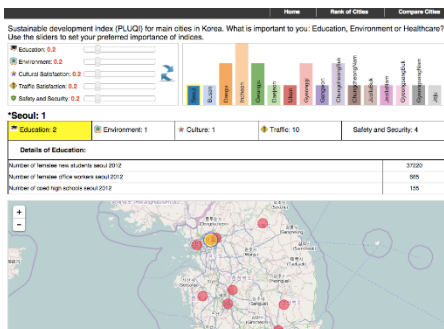 Home Rank of Cities Compare Cities
Sustainable development index (PLUQI) for main cities in Korea. What is important to you: Education, Environment or Healthcare?
Use the sliders to set your preferred importance of indices.
Education: 0.2
Environment: 0.2
Cultural Satisfaction: 0.2
Traffic Satisfaction: 0.2
Safety and Security: 0.2
Seoul
Busan
Daegu
Incheon
Gwangju
Daejeon
Ulsan
Gyeonggi
Gangwon
Chungcheongbuk
ChungcheongNam
JeollaBuk
JeollaNam
GyeongsangBuk
GyeongsangNam
Jeju
*Seoul: 1
Education: 2 Environment: 1 Culture: 1 Traffic: 10 Safety and Security: 4
Details of Education:
Number of femalee new students seoul 2012 37020
Number of femalee office workers seoul 2012 665
Number of coed high schools seoul 2012 155
+
−